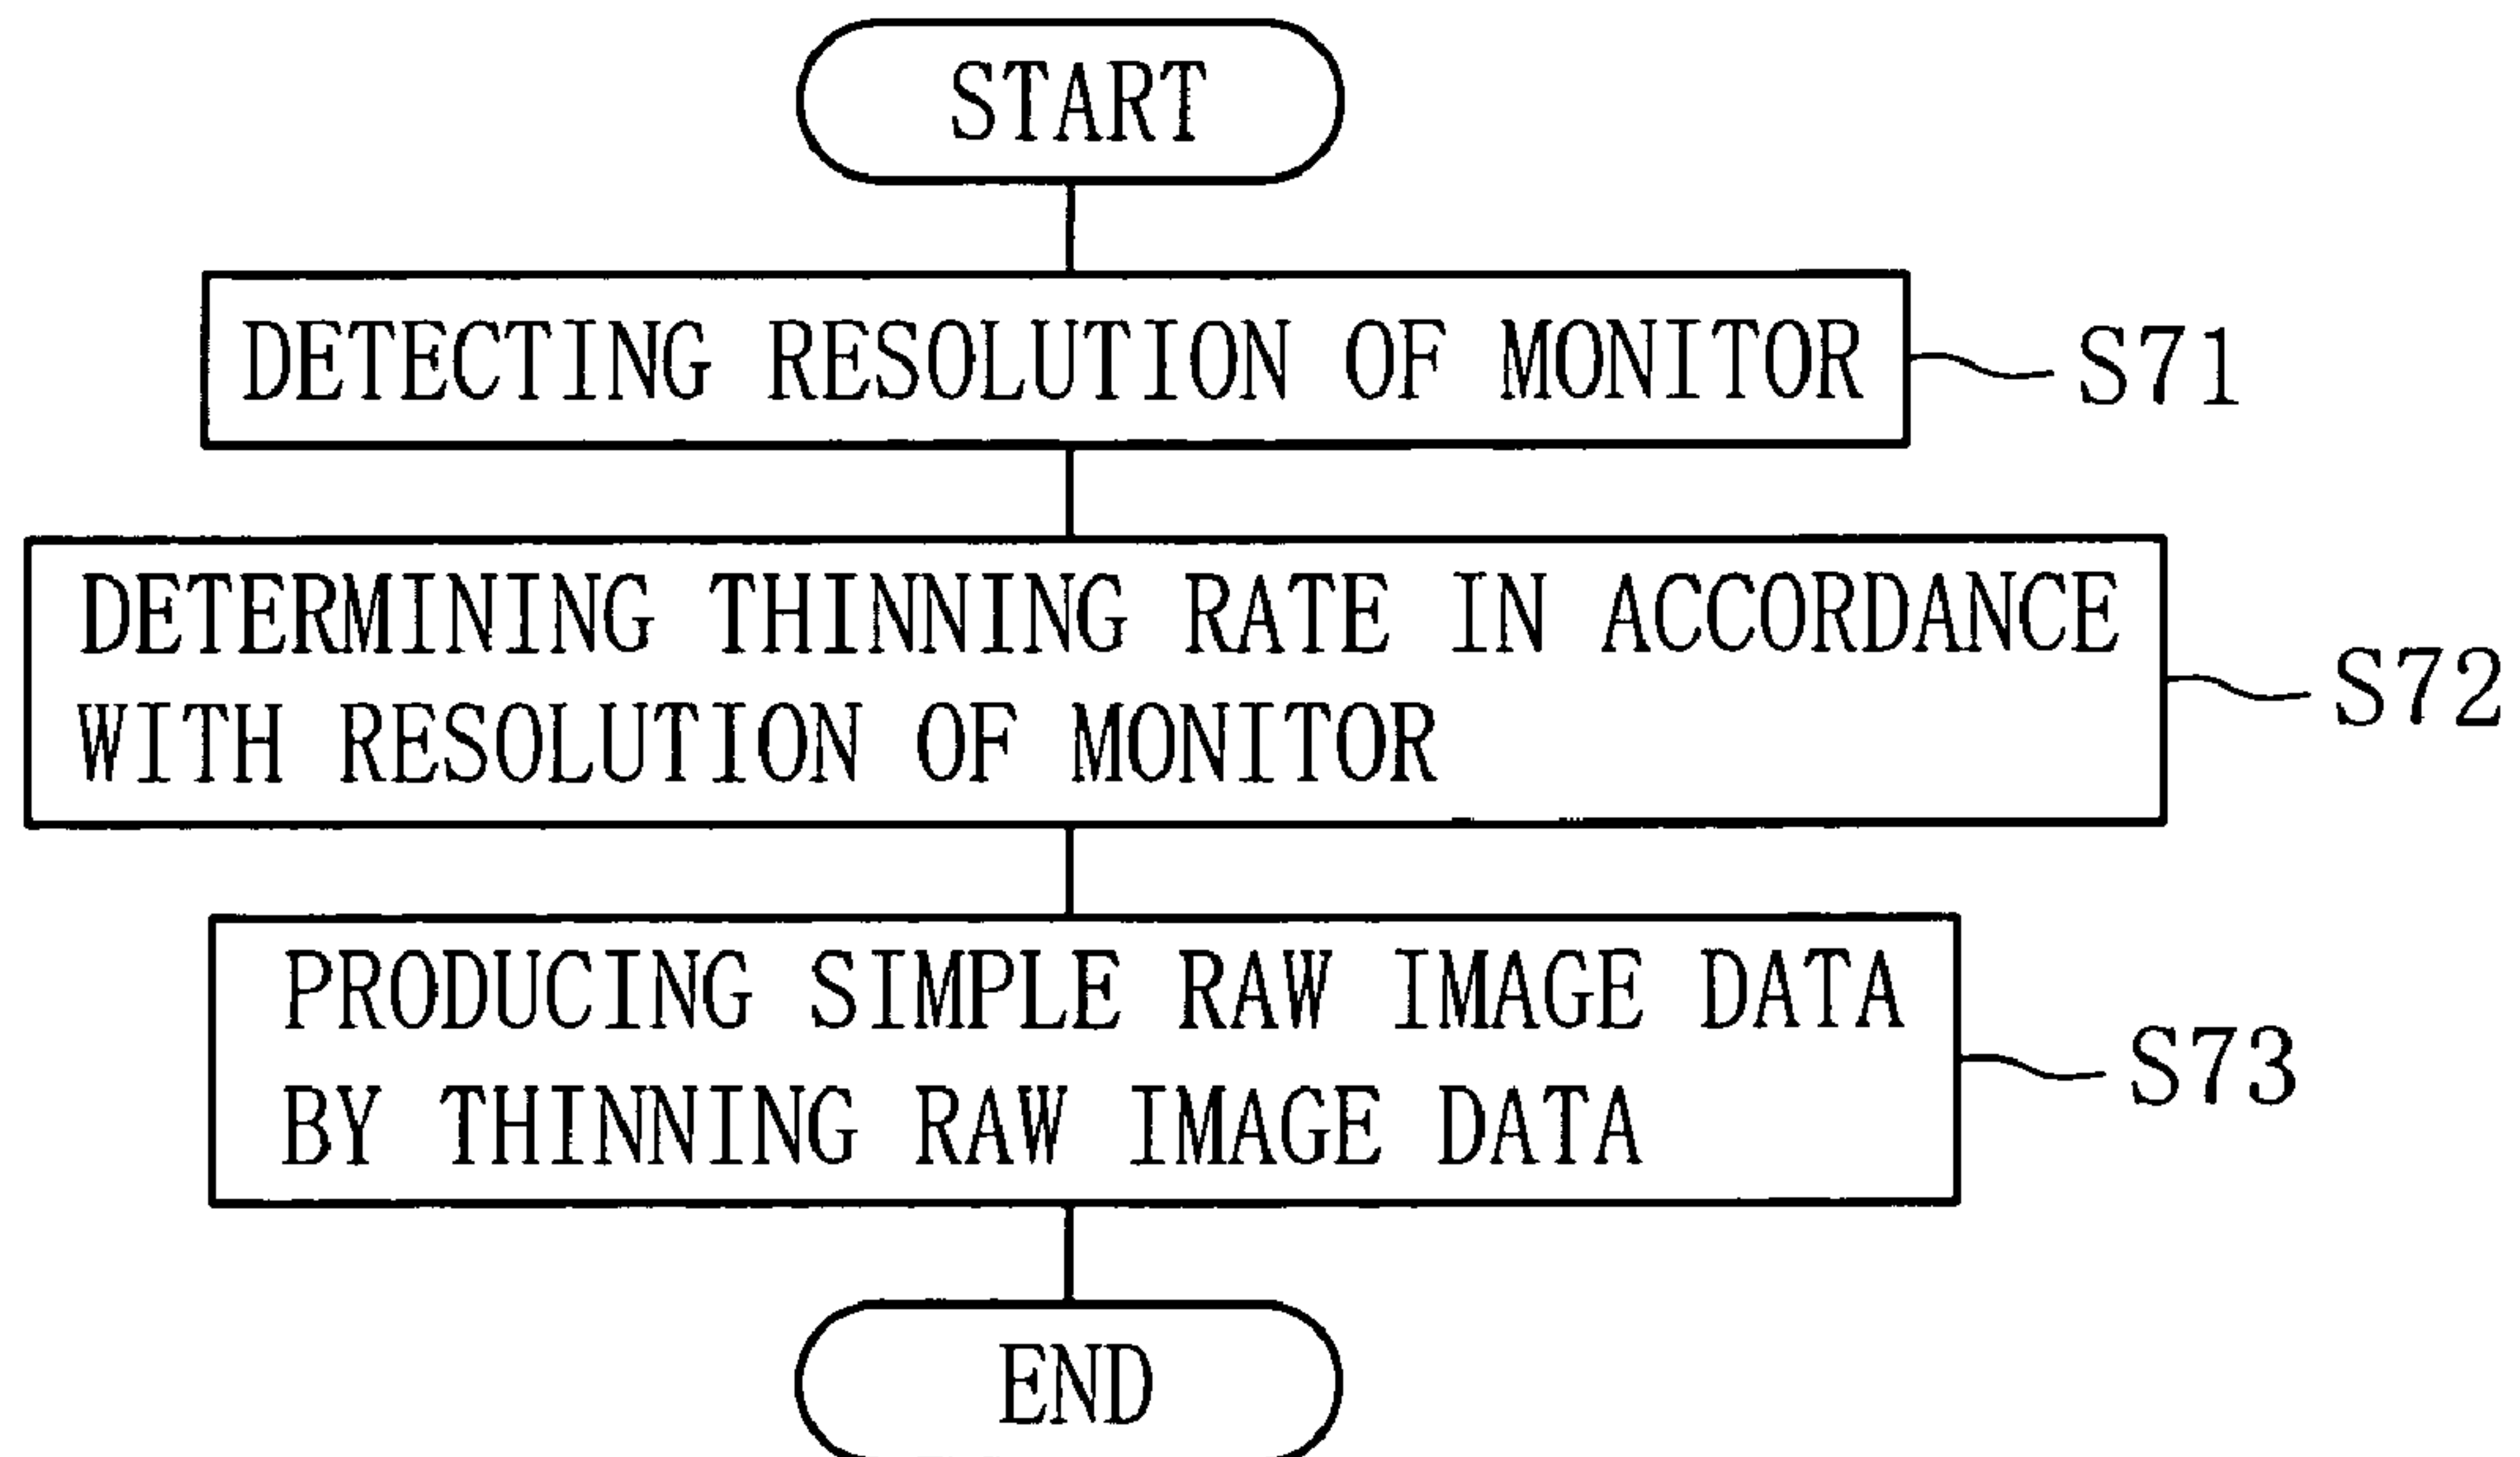 START
DETECTING RESOLUTION OF MONITOR
S71
DETERMINING THINNING RATE IN ACCORDANCE
WITH RESOLUTION OF MONITOR
S72
PRODUCING SIMPLE RAW IMAGE DATA
BY THINNING RAW IMAGE DATA
S73
END